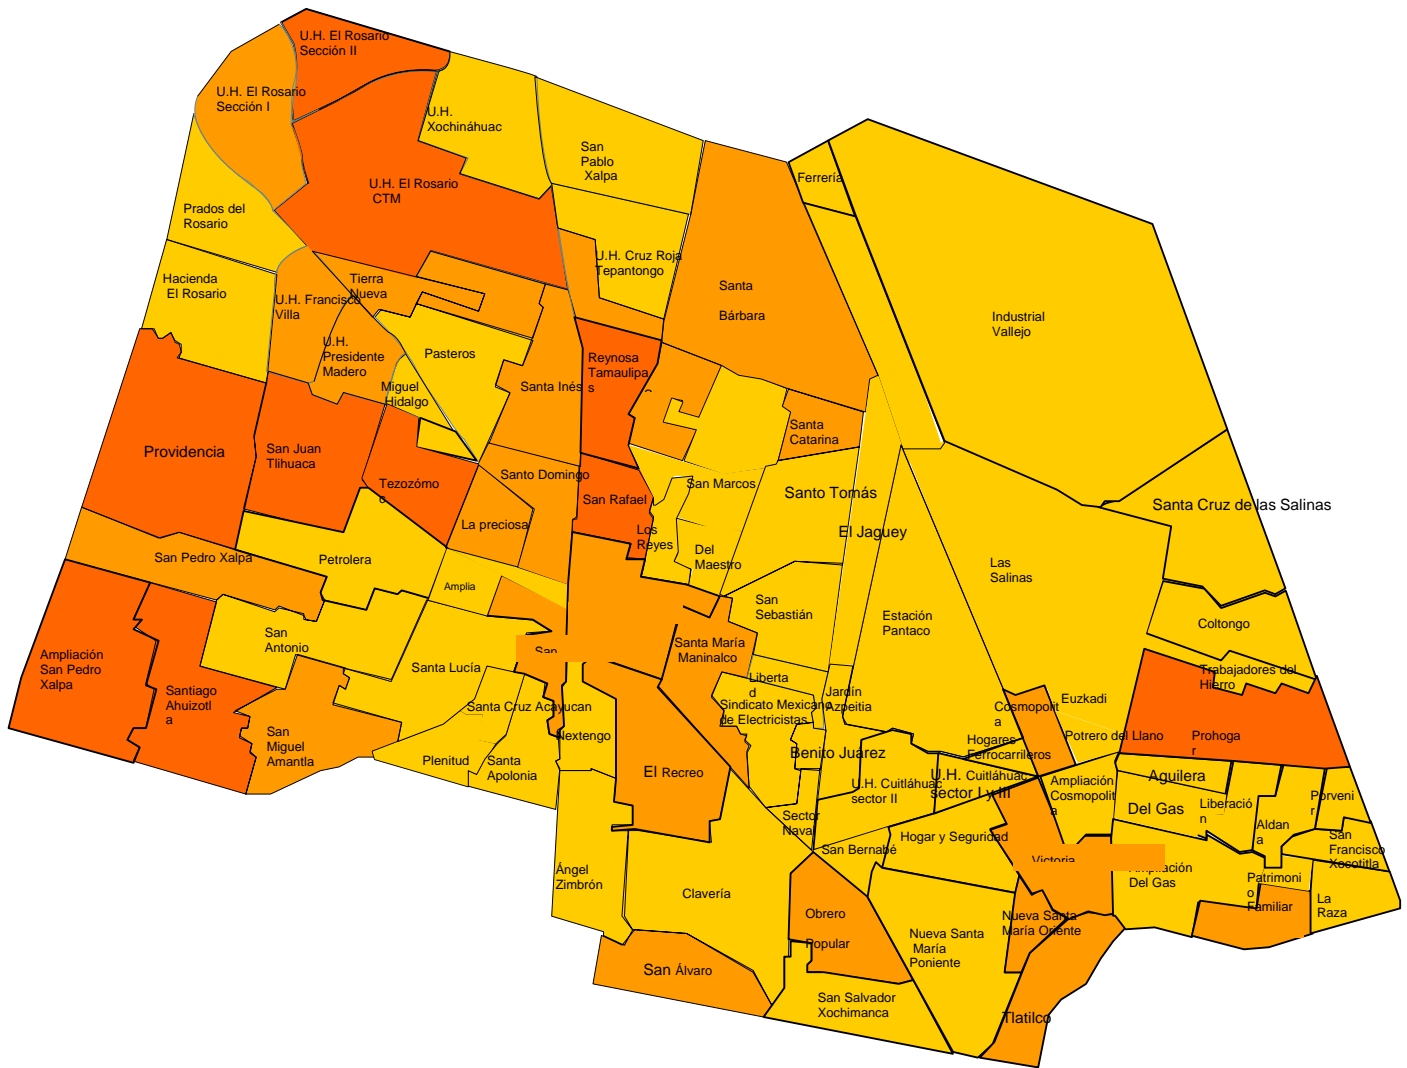 U.H. El Rosario
Sección II
U.H. El Rosario
Sección I
U.H.
Xochináhuac
San
Pablo
Xalpa
Ferrería
U.H. El Rosario
CTM
Prados del
Rosario
U.H. Cruz Roja
Tepantongo
Hacienda
El Rosario
Tierra
Nueva
U.H. Francisco
Villa
Santa
Bárbara
Industrial
Vallejo
U.H.
Presidente
Madero
Pasteros
Reynosa
Tamaulipa
s
Miguel
Hidalgo
Santa Inés
Santa
Catarina
Providencia
San Juan
Tlihuaca
Tezozómo
c
Santo Domingo
San Rafael
San Marcos
Santo Tomás
Santa Cruz de las Salinas
La preciosa
Los
Reyes
El Jaguey
San Pedro Xalpa
Petrolera
Del
Maestro
Las
Salinas
Amplia
San
Sebastián
Estación
Pantaco
Coltongo
San
Antonio
Santa María
Maninalco
San
Ampliación
San Pedro
Xalpa
Santa Lucía
Trabajadores del
Hierro
Santiago
Ahuizotl
a
Liberta
d
Jardín
Azpeitia
Euzkadi
Santa Cruz Acayucan
Sindicato Mexicano
de Electricistas
Cosmopolit
a
San
Miguel
Amantla
Nextengo
Hogares
Ferrocarrileros
Potrero del Llano
Prohoga
r
Plenitud
Santa
Apolonia
Benito Juárez
El Recreo
U.H. Cuitláhuac
sector II
U.H. Cuitláhuac
sector I y III
Ampliación
Cosmopolit
a
Aguilera
Del Gas
Liberació
n
Porveni
r
Sector
Naval
Aldan
a
San Bernabé
Hogar y Seguridad
San
Francisco
Xocotitla
Victoria
Ampliación
Del Gas
Ángel
Zimbrón
Clavería
Patrimoni
o
Familiar
La
Raza
Obrero
Popular
Nueva Santa
María Oriente
Nueva Santa
María
Poniente
San Álvaro
San Salvador
Xochimanca
Tlatilco